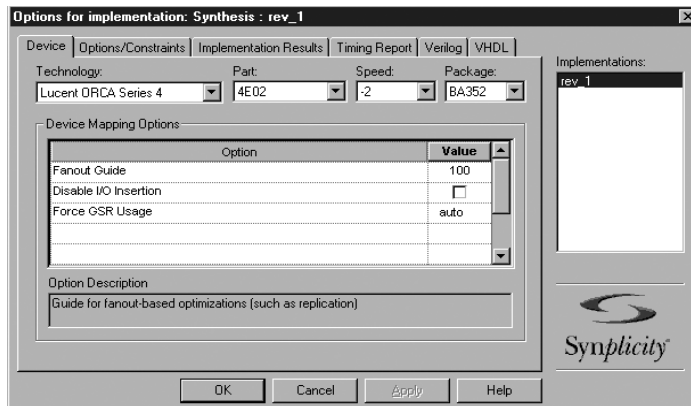 Options for implementation: Synthesis : rev_1
Device Options/Constraints Implementation Results Timing Report Verilog VHDL
Implementations:
Technology: Part: Speed: Package:
rev_1
Lucent ORCA Series 4 4E02 -2 BA352
Device Mapping Options
Option Value
Fanout Guide 100
Disable I/O Insertion
Force GSR Usage auto
Option Description
Guide for fanout-based optimizations (such as replication)
Synplicity
OK Cancel Apply Help